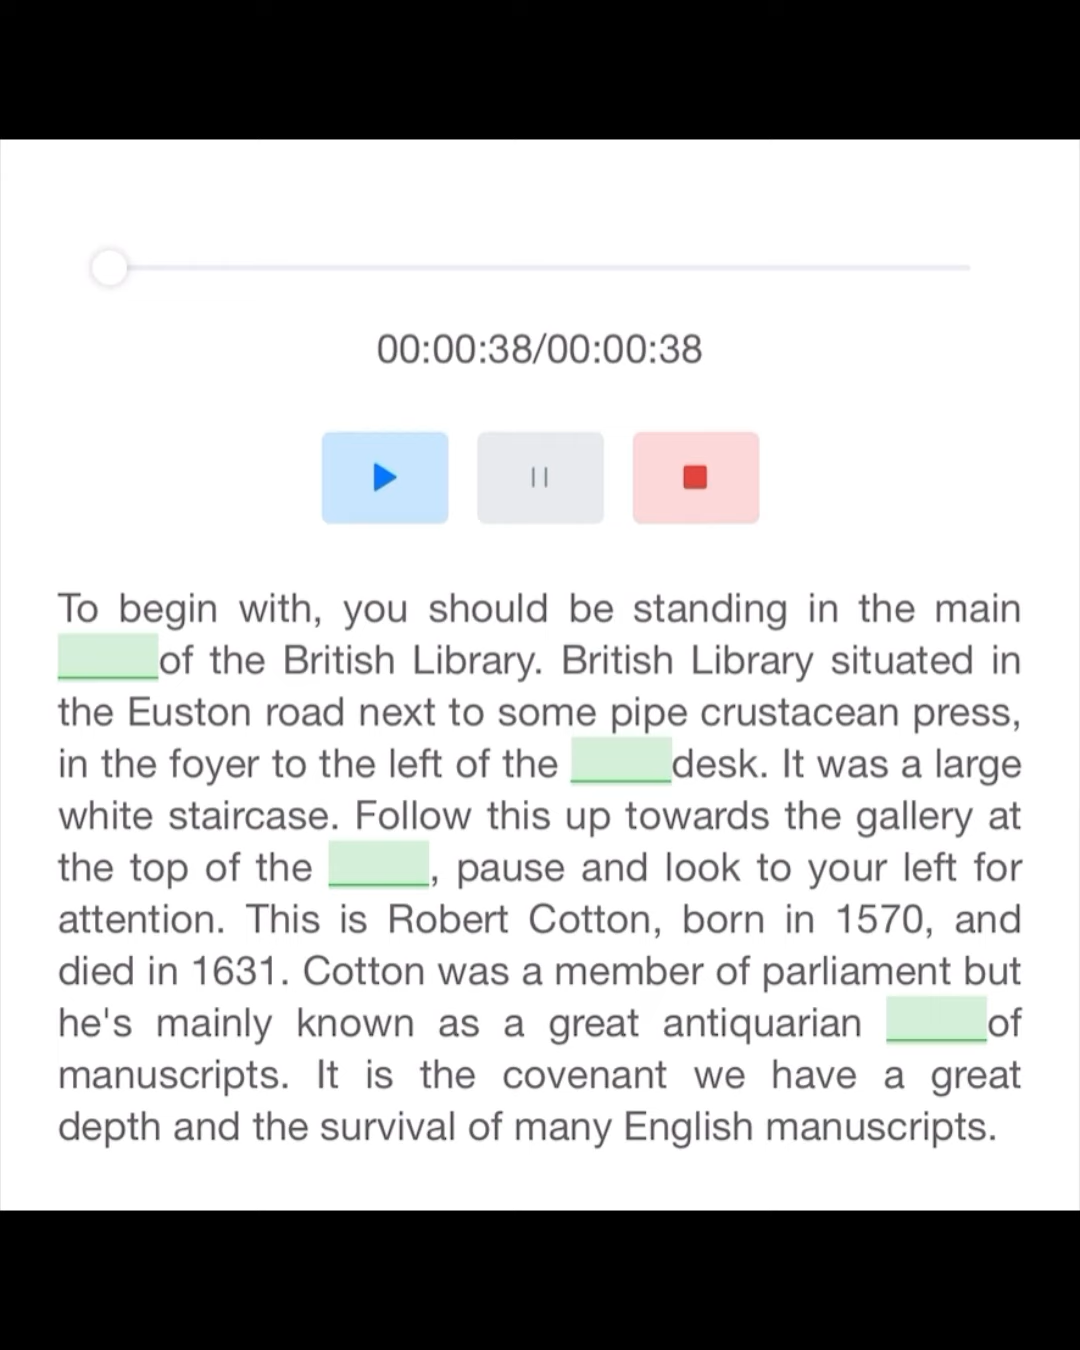 00:00:38/00:00:38
To begin with, you should be standing in the main
of the British Library. British Library situated in
the Euston road next to some pipe crustacean press,
in the foyer to the left of the desk. It was a large
white staircase. Follow this up towards the gallery at
the top of the , pause and look to your left for
attention. This is Robert Cotton, born in 1570, and
died in 1631. Cotton was a member of parliament but
he's mainly known as a great antiquarian of
manuscripts. It is the covenant we have a great
depth and the survival of many English manuscripts.